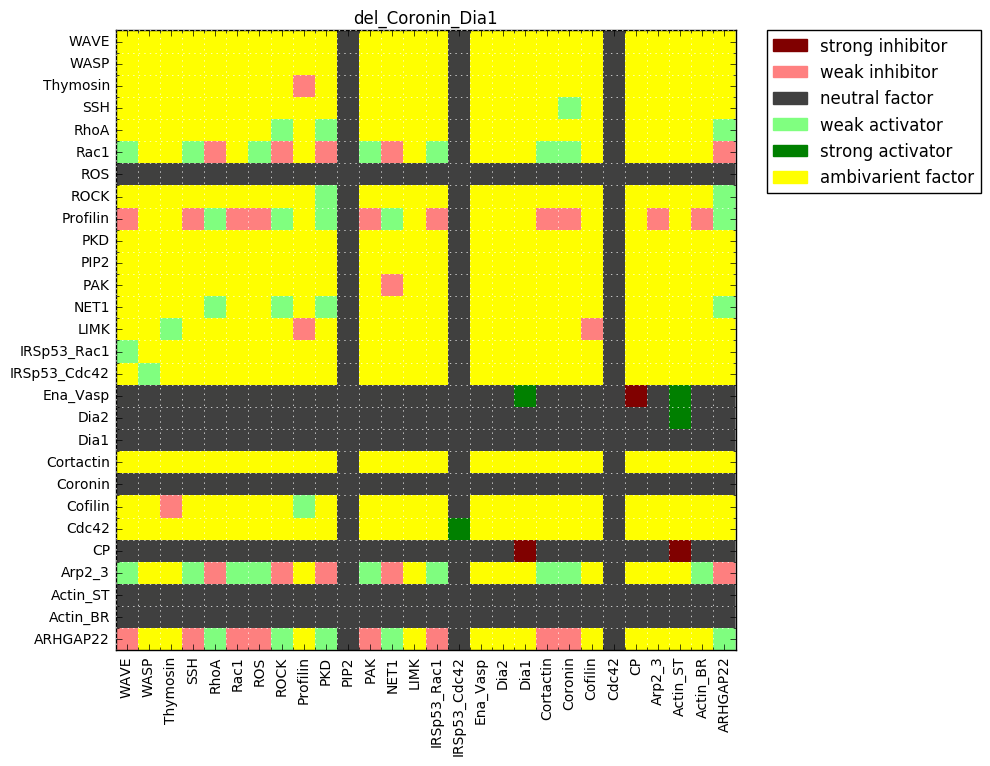 del_Coronin_Dia1
WAVE
WASP
Thymosin
SSH
RhoA
Rac1
ROS
ROCK
Profilin
PKD
PIP2
PAK
NET1
LIMK
IRSp53_Rac1
IRSp53_Cdc42
Ena_Vasp
Dia2
Dia1
Cortactin
Coronin
Cofilin
Cdc42
CP
Arp2_3
Actin_ST
Actin_BR
ARHGAP22
WAVE
WASP
Thymosin
SSH
RhoA
Rac1
ROS
ROCK
Profilin
PKD
PIP2
PAK
NET1
LIMK
IRSp53_Rac1
IRSp53_Cdc42
Ena_Vasp
Dia2
Dia1
Cortactin
Coronin
Cofilin
Cdc42
CP
Arp2_3
Actin_ST
Actin_BR
ARHGAP22
strong inhibitor
weak inhibitor
neutral factor
weak activator
strong activator
ambivarient factor